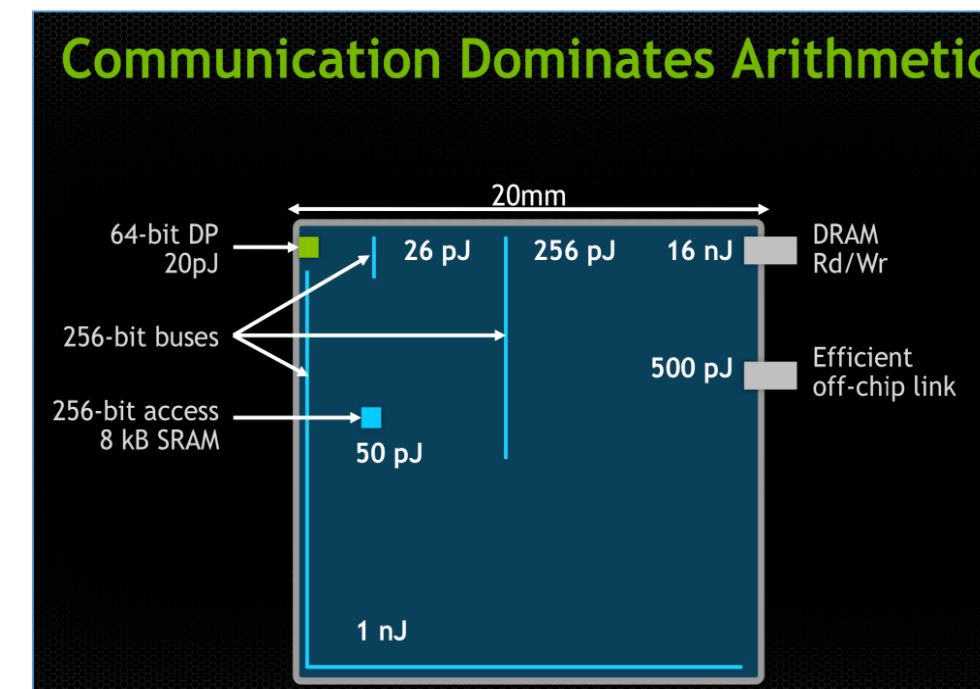 Communication Dominates Arithmetic
20mm
64-bit DP
20pJ
26 pJ
256 pJ
16 nJ
DRAM
Rd/Wr
256-bit buses
500 pJ
Efficient
off-chip link
256-bit access
8 kB SRAM
50 pJ
1 nJ